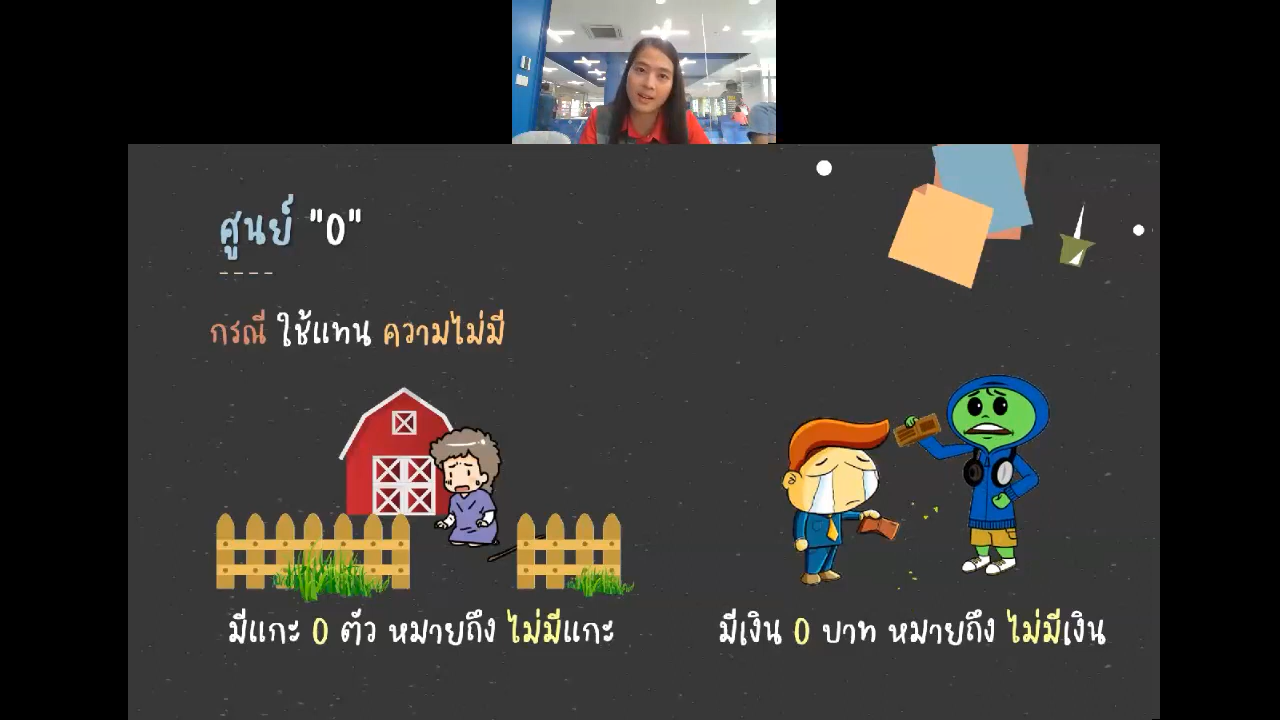 ศูนย์ "0"
กรณี ใช้แทน ความไม่มี
มีแกะ 0 ตัว หมายถึง ไม่มีแกะ
มีเงิน 0 บาท หมายถึง ไม่มีเงิน